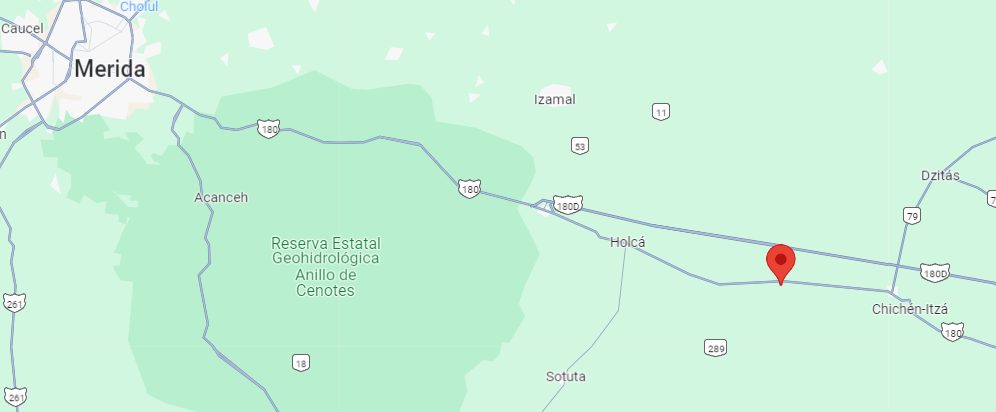 Cholul
Caucel
Merida
Izamal
11
180
53
n
180
Dzitás
Acanceh
180D
79
7
Holcá
Reserva Estatal
Geohidrológica
Anillo de
Cenotes
180D
261
Chichén-Itzá
180
289
18
Sotuta
261